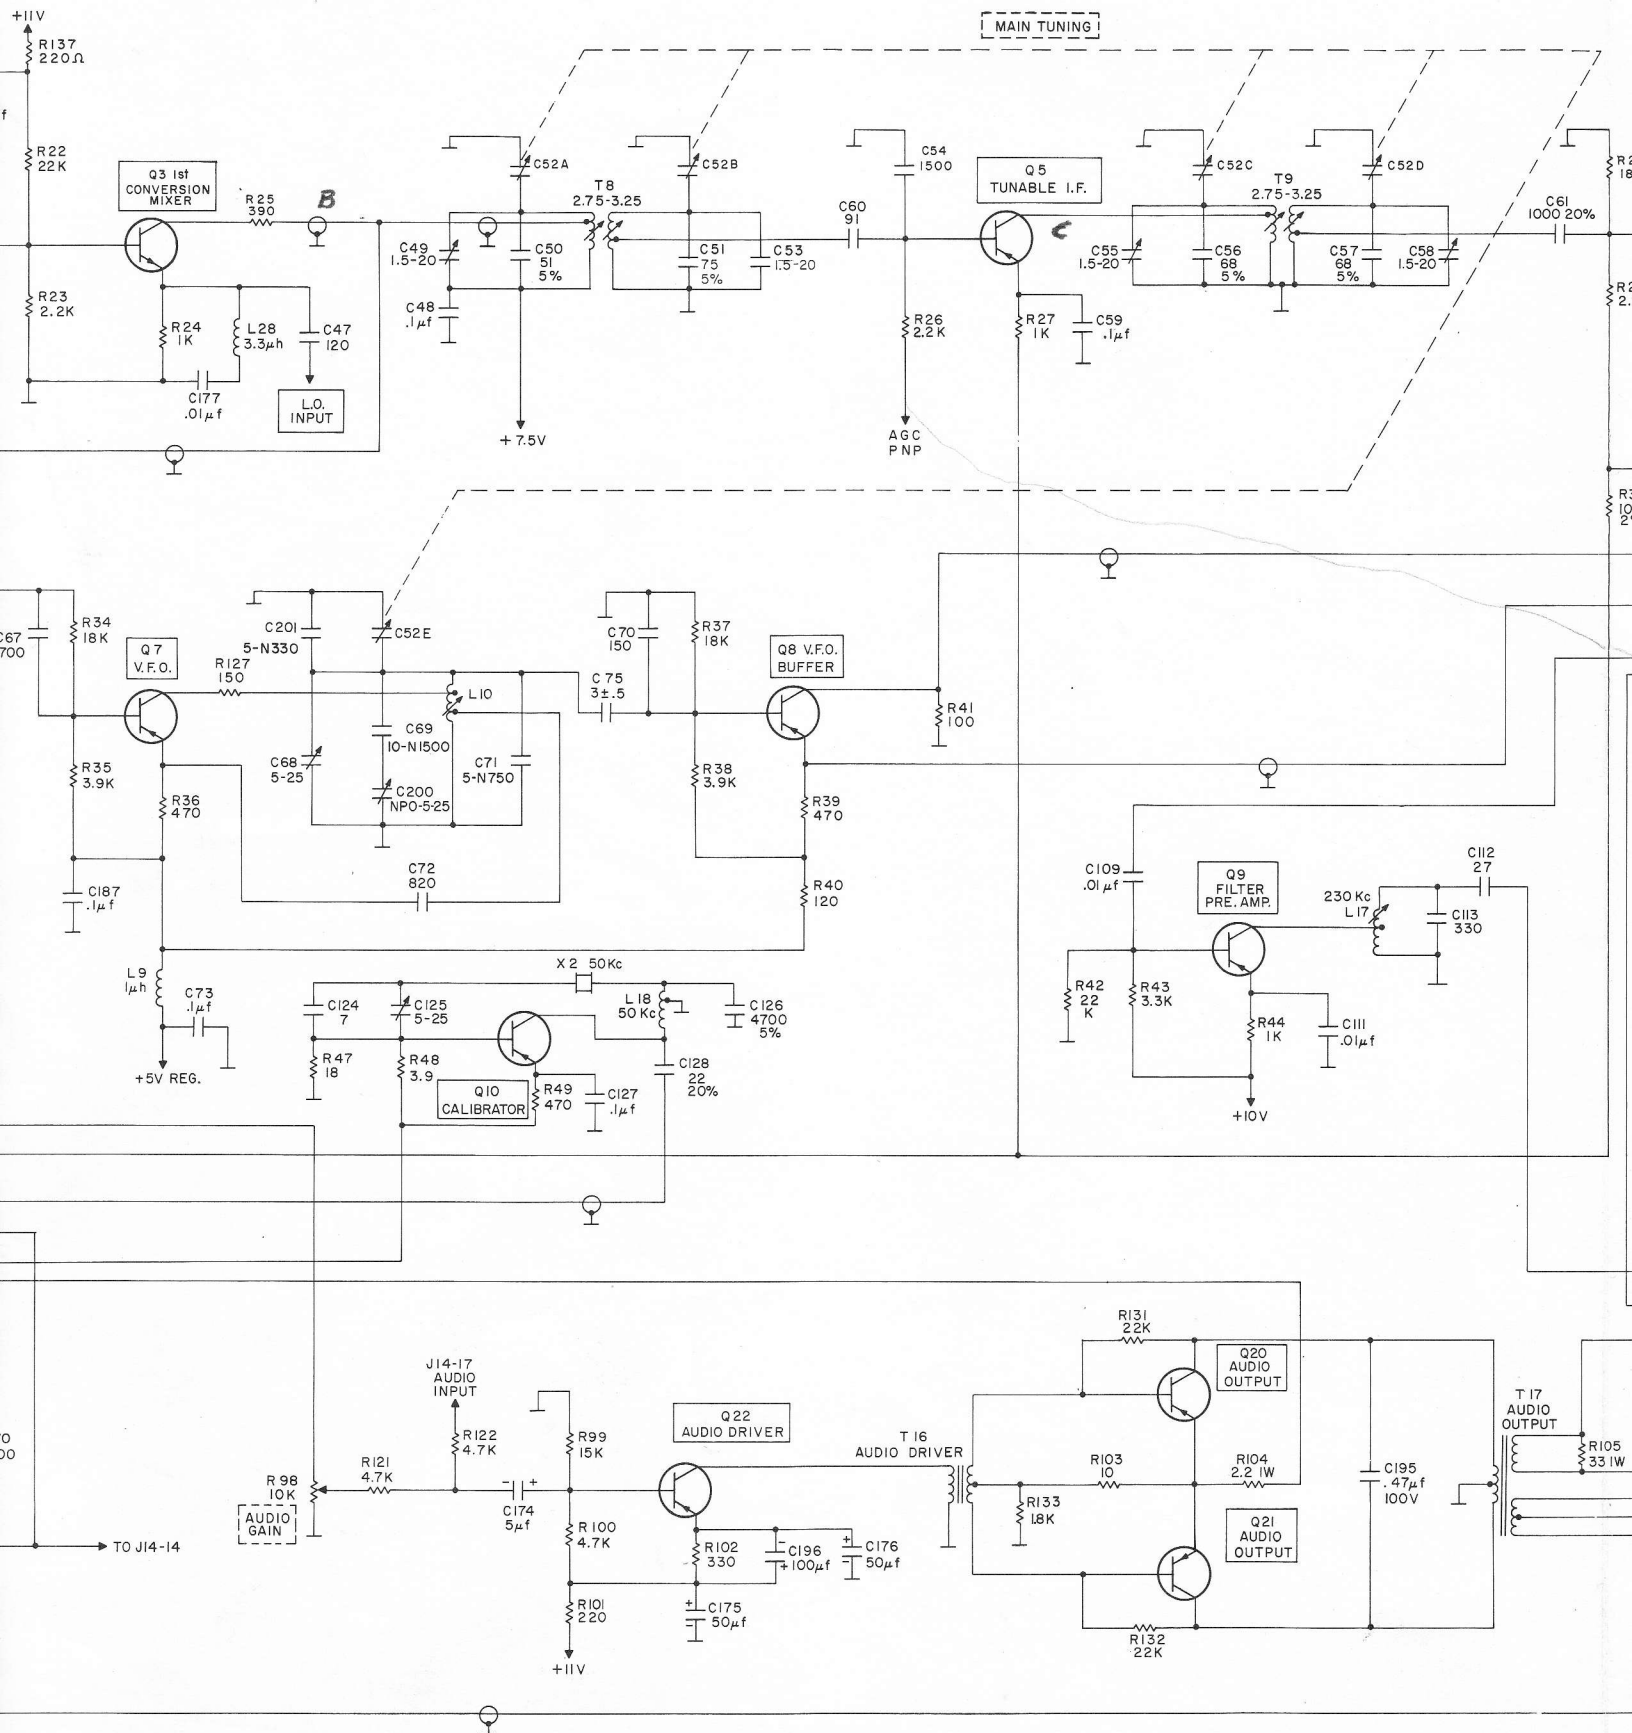 +11V
R137
220Ω
MAIN TUNING
f
R22
22K
Q3 1st
CONVERSION
MIXER
R25
390
B
C52A
T8
2.75-3.25
C52B
C54
1500
Q5
TUNABLE I.F.
C52C
T9
2.75-3.25
C52D
C60
91
C61
1000 20%
C
C49
1.5-20
C50
51
5%
C51
75
5%
C53
1.5-20
C55
1.5-20
C56
68
5%
C57
68
5%
C58
1.5-20
R23
2.2K
R24
1K
L28
3.3μh
C47
120
C48
.1μf
R26
2.2K
R27
1K
C59
.1μf
C177
.01μf
L.O.
INPUT
+7.5V
AGC
PNP
C67
R34
18K
Q7
V.F.O.
C201
5-N330
C52E
C70
150
R37
18K
Q8 V.F.O.
BUFFER
R127
150
L10
C75
3±.5
R41
100
C69
10-N1500
R35
3.9K
C68
5-25
C71
5-N750
R38
3.9K
R36
470
C200
NPO-5-25
R39
470
C72
820
C187
.1μf
R40
120
C109
.01μf
Q9
FILTER
PRE. AMP.
230 Kc
L17
C112
27
C113
330
L9
1μh
C73
.1μf
X2 50Kc
C124
7
C125
5-25
L18
50 Kc
C126
4700
5%
R42
22
K
R43
3.3K
R44
1K
C111
.01μf
R47
18
R48
3.9
+5V REG.
Q10
CALIBRATOR
R49
470
C127
.1μf
C128
22
20%
+10V
R131
22K
Q20
AUDIO
OUTPUT
J14-17
AUDIO
INPUT
R122
4.7K
R99
15K
Q22
AUDIO DRIVER
T16
AUDIO DRIVER
T17
AUDIO
OUTPUT
R121
4.7K
R98
10K
AUDIO
GAIN
- +
C174
5μf
R103
10
R104
2.2 1W
C195
.47μf
100V
R105
33 1W
R133
1.8K
R100
4.7K
Q21
AUDIO
OUTPUT
TO J14-14
R102
330
C196
100μf
C176
50μf
R101
220
C175
50μf
R132
22K
+11V